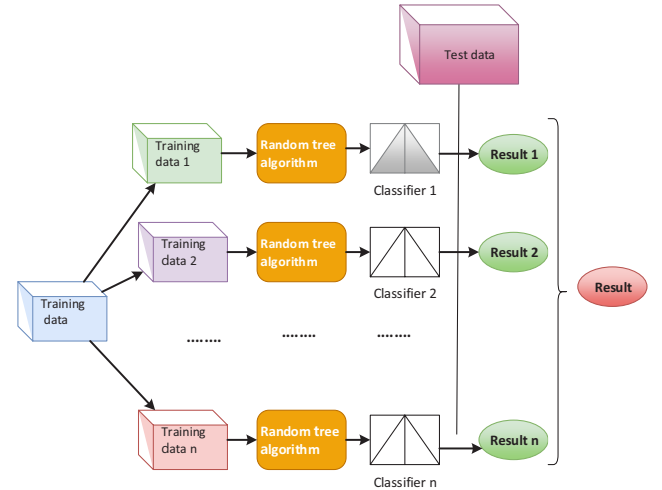 Test data
Training
data 1
Random tree
algorithm
Classifier 1
Result 1
Training
data 2
Random tree
algorithm
Classifier 2
Result 2
Training
data
Result
........
........
........
Training
data n
Random tree
algorithm
Classifier n
Result n